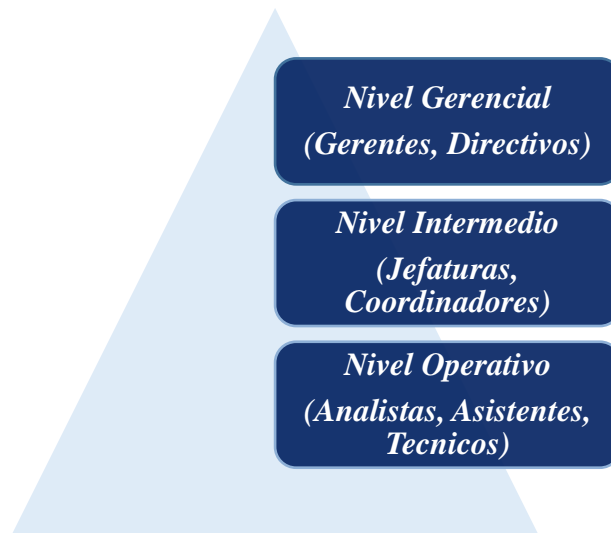 Nivel Gerencial
(Gerentes, Directivos)
Nivel Intermedio
(Jefaturas,
Coordinadores)
Nivel Operativo
(Analistas, Asistentes,
Tecnicos)